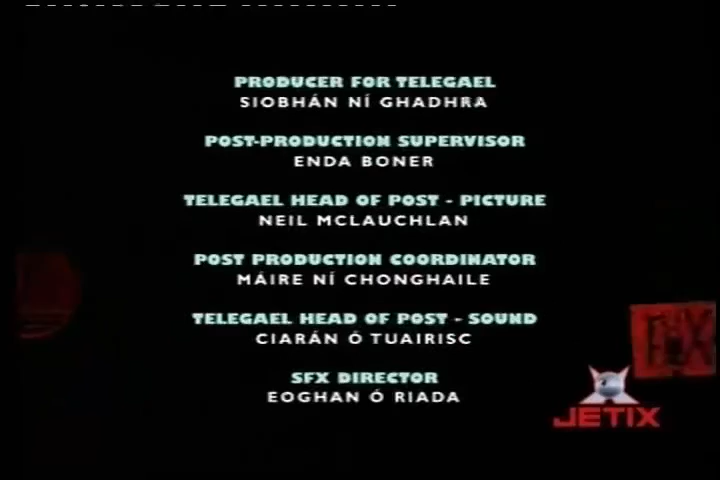 PRODUCER FOR TELEGAEL
SIOBHÁN NÍ GHADHRA
POST-PRODUCTION SUPERVISOR
ENDA BONER
TELEGAEL HEAD OF POST - PICTURE
NEIL MCLAUCHLAN
POST PRODUCTION COORDINATOR
MÁIRE NÍ CHONGHAILE
TELEGAEL HEAD OF POST - SOUND
CIARÁN Ó TUAIRISC
SFX DIRECTOR
EOGHAN Ó RIADA
JETIX